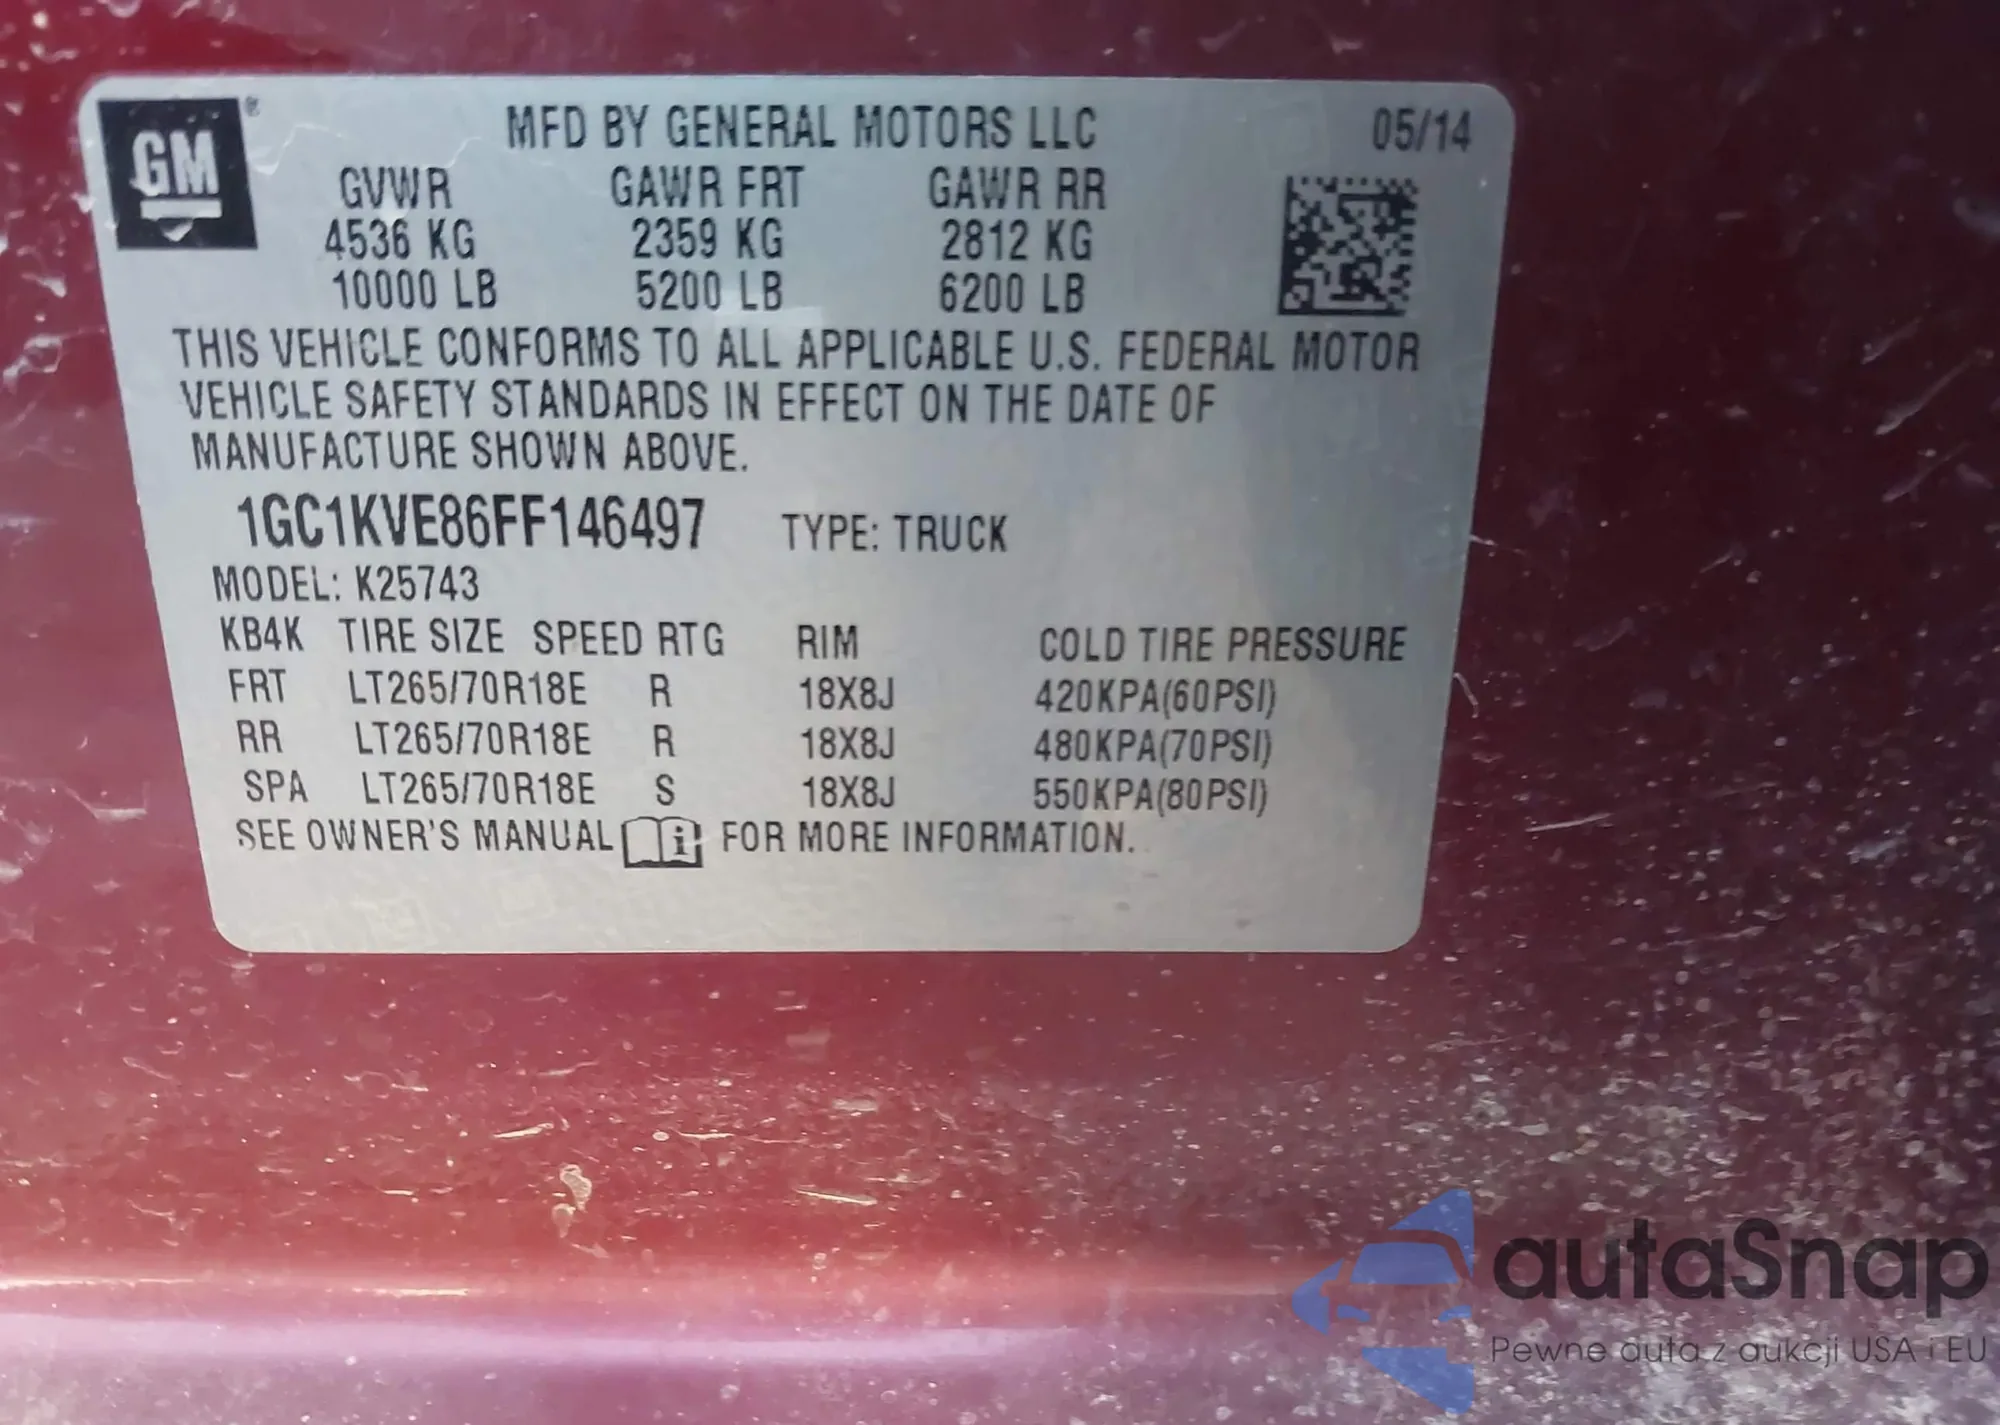 GM ®
MFD BY GENERAL MOTORS LLC 05/14
GVWR GAWR FRT GAWR RR
4536 KG 2359 KG 2812 KG
10000 LB 5200 LB 6200 LB
THIS VEHICLE CONFORMS TO ALL APPLICABLE U.S. FEDERAL MOTOR
VEHICLE SAFETY STANDARDS IN EFFECT ON THE DATE OF
MANUFACTURE SHOWN ABOVE.
1GC1KVE86FF146497 TYPE: TRUCK
MODEL: K25743
KB4K TIRE SIZE SPEED RTG RIM COLD TIRE PRESSURE
FRT LT265/70R18E R 18X8J 420KPA(60PSI)
RR LT265/70R18E R 18X8J 480KPA(70PSI)
SPA LT265/70R18E S 18X8J 550KPA(80PSI)
SEE OWNER'S MANUAL i FOR MORE INFORMATION.
autaSnap
Pewne auta z aukcji USA i EU